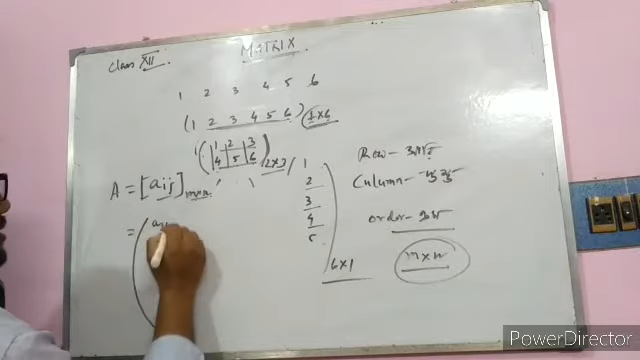 Class XII
MATRIX
1 2 3 4 5 6
(1 2 3 4 5 6) 1×6
1 2 3
4 5 6
2×3
A = [aij] m×n
= ( a11
1
2
3
4
5
6×1
Row-
Column-
order-
m×n
PowerDirector